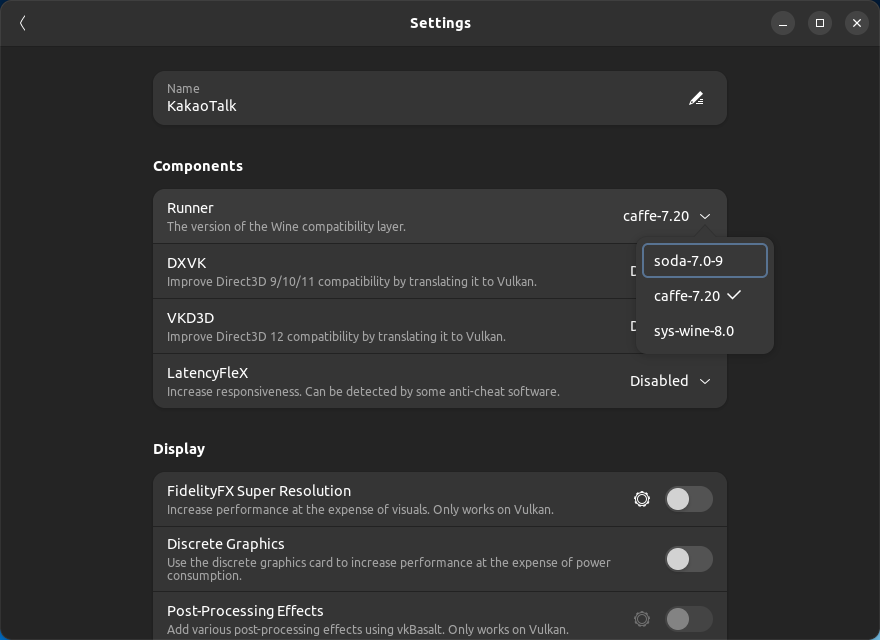 Settings
Name
KakaoTalk
Components
Runner
The version of the Wine compatibility layer.
caffe-7.20
soda-7.0-9
caffe-7.20
sys-wine-8.0
DXVK
Improve Direct3D 9/10/11 compatibility by translating it to Vulkan.
VKD3D
Improve Direct3D 12 compatibility by translating it to Vulkan.
LatencyFleX
Increase responsiveness. Can be detected by some anti-cheat software.
Disabled
Display
FidelityFX Super Resolution
Increase performance at the expense of visuals. Only works on Vulkan.
Discrete Graphics
Use the discrete graphics card to increase performance at the expense of power
consumption.
Post-Processing Effects
Add various post-processing effects using vkBasalt. Only works on Vulkan.